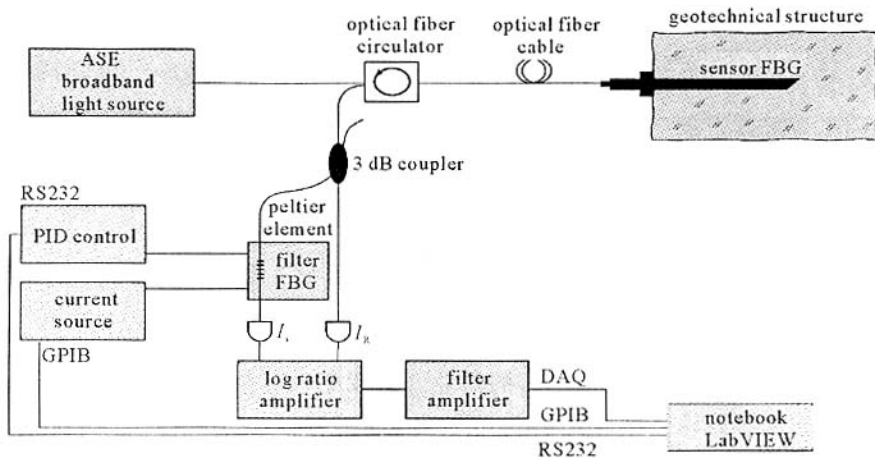 optical fiber
circulator
optical fiber
cable
geotechnical structure
ASE
broadband
light source
sensor FBG
3 dB coupler
RS232
PID control
peltier
element
filter
FBG
current
source
GPIB
I
I R
log ratio
amplifier
filter
amplifier
DAQ
GPIB
RS232
notebook
LabVIEW